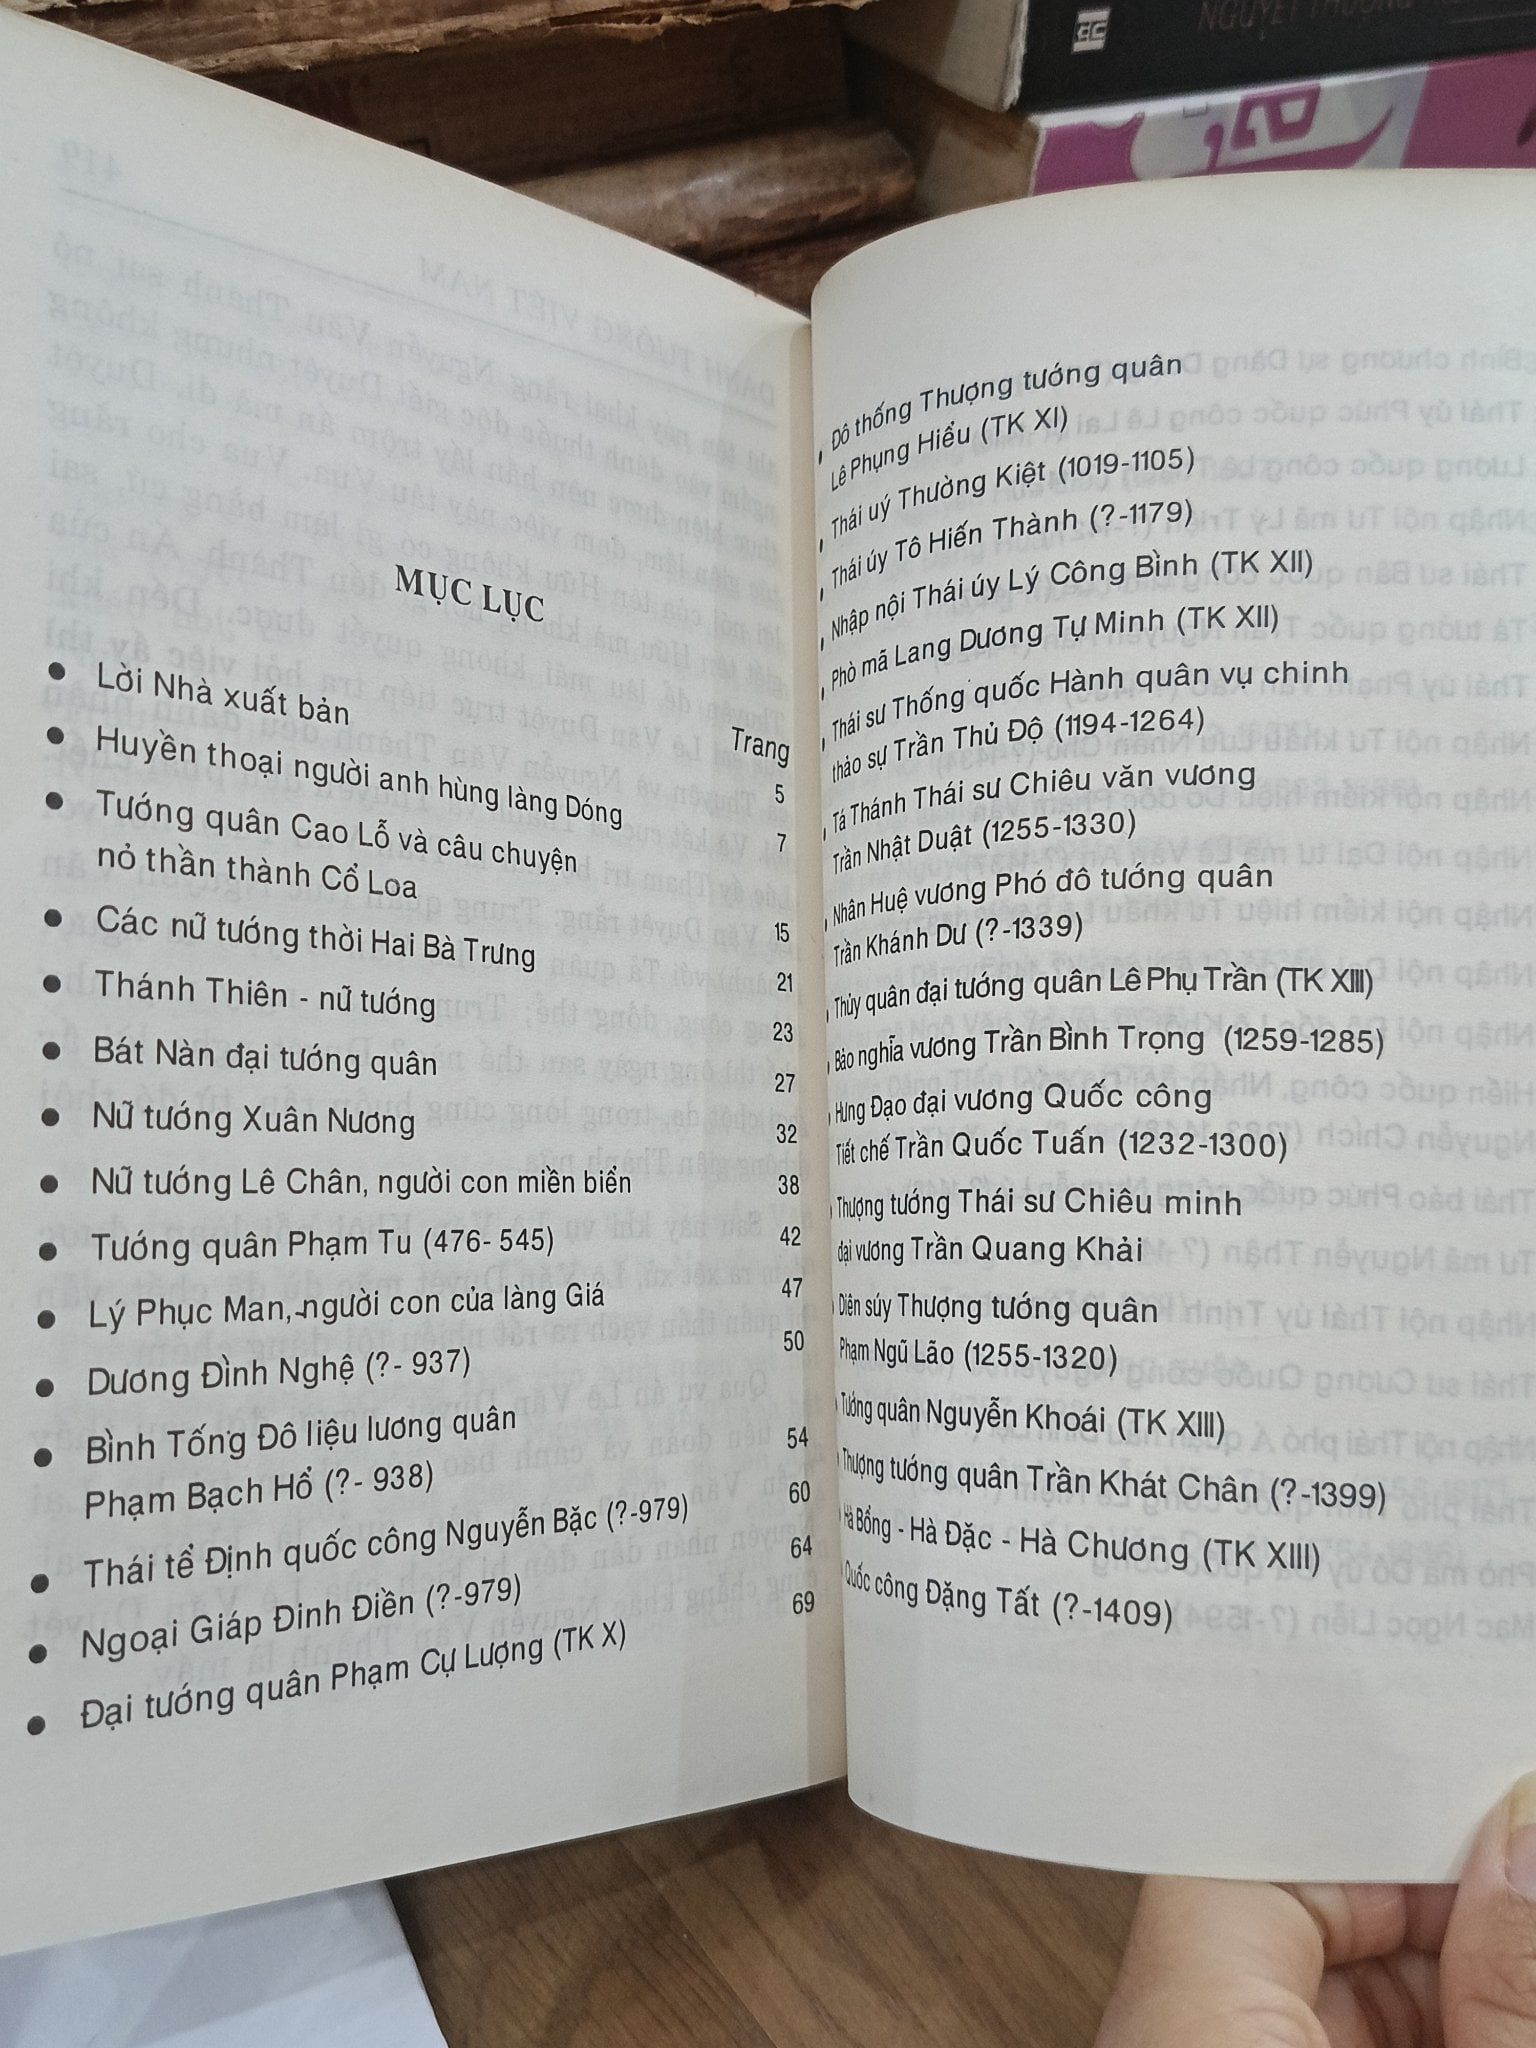 MỤC LỤC
Trang
● Lời Nhà xuất bản 5
● Huyền thoại người anh hùng làng Dóng 7
● Tướng quân Cao Lỗ và câu chuyện
nỏ thần thành Cổ Loa 15
● Các nữ tướng thời Hai Bà Trưng 21
● Thánh Thiên - nữ tướng 23
● Bát Nàn đại tướng quân 27
● Nữ tướng Xuân Nương 32
● Nữ tướng Lê Chân, người con miền biển 38
● Tướng quân Phạm Tu (476- 545) 42
● Lý Phục Man, người con của làng Giá 47
● Dương Đình Nghệ (?- 937) 50
● Bình Tống Đô liệu lương quân
Phạm Bạch Hổ (?- 938) 54
● Thái tể Định quốc công Nguyễn Bặc (?-979) 60
● Ngoại Giáp Đinh Điền (?-979) 64
● Đại tướng quân Phạm Cự Lượng (TK X) 69
Đô thống Thượng tướng quân
Lê Phụng Hiểu (TK XI)
Thái uý Thường Kiệt (1019-1105)
Thái úy Tô Hiến Thành (?-1179)
Nhập nội Thái úy Lý Công Bình (TK XII)
Phò mã Lang Dương Tự Minh (TK XII)
Thái sư Thống quốc Hành quân vụ chinh
thảo sự Trần Thủ Độ (1194-1264)
Tá Thánh Thái sư Chiêu văn vương
Trần Nhật Duật (1255-1330)
Nhân Huệ vương Phó đô tướng quân
Trần Khánh Dư (?-1339)
Thủy quân đại tướng quân Lê Phụ Trần (TK XIII)
Bảo nghĩa vương Trần Bình Trọng (1259-1285)
Hưng Đạo đại vương Quốc công
Tiết chế Trần Quốc Tuấn (1232-1300)
Thượng tướng Thái sư Chiêu minh
đại vương Trần Quang Khải
Diên súy Thượng tướng quân
Phạm Ngũ Lão (1255-1320)
Tướng quân Nguyễn Khoái (TK XIII)
Thượng tướng quân Trần Khát Chân (?-1399)
Hà Bổng - Hà Đặc - Hà Chương (TK XIII)
Quốc công Đặng Tất (?-1409)